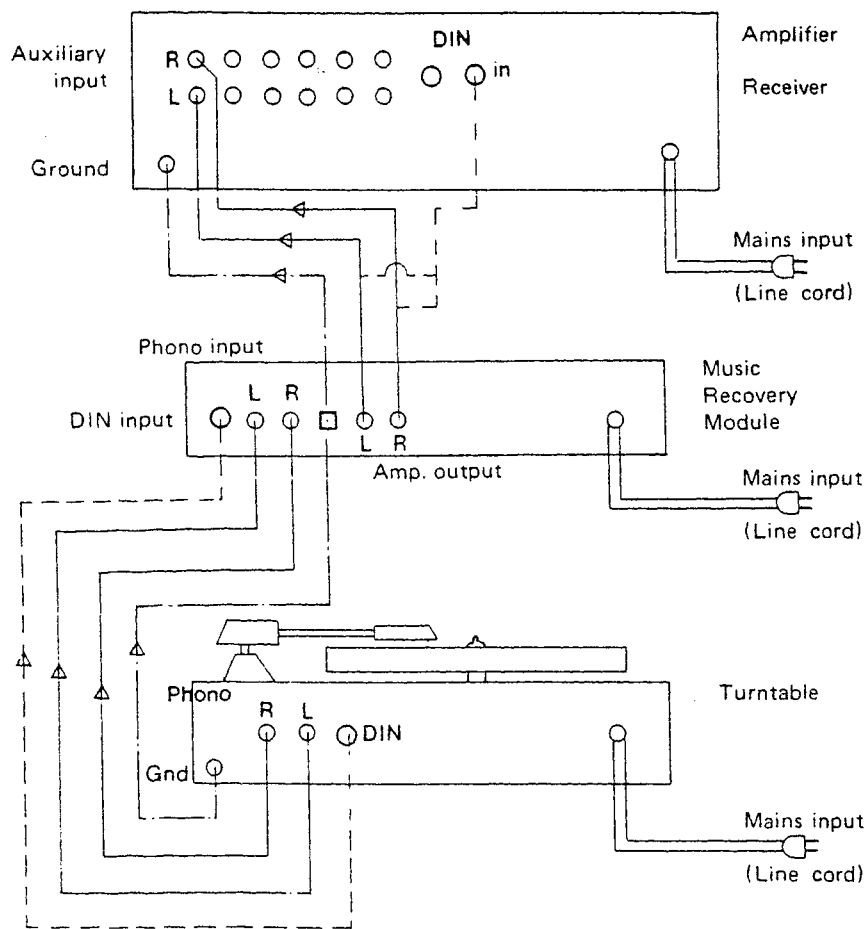 Auxiliary
input
R
L
DIN
in
Amplifier
Receiver
Ground
Mains input
(Line cord)
Phono input
L R
DIN input
L R
Amp. output
Music
Recovery
Module
Mains input
(Line cord)
Phono
R L
DIN
Gnd
Turntable
Mains input
(Line cord)